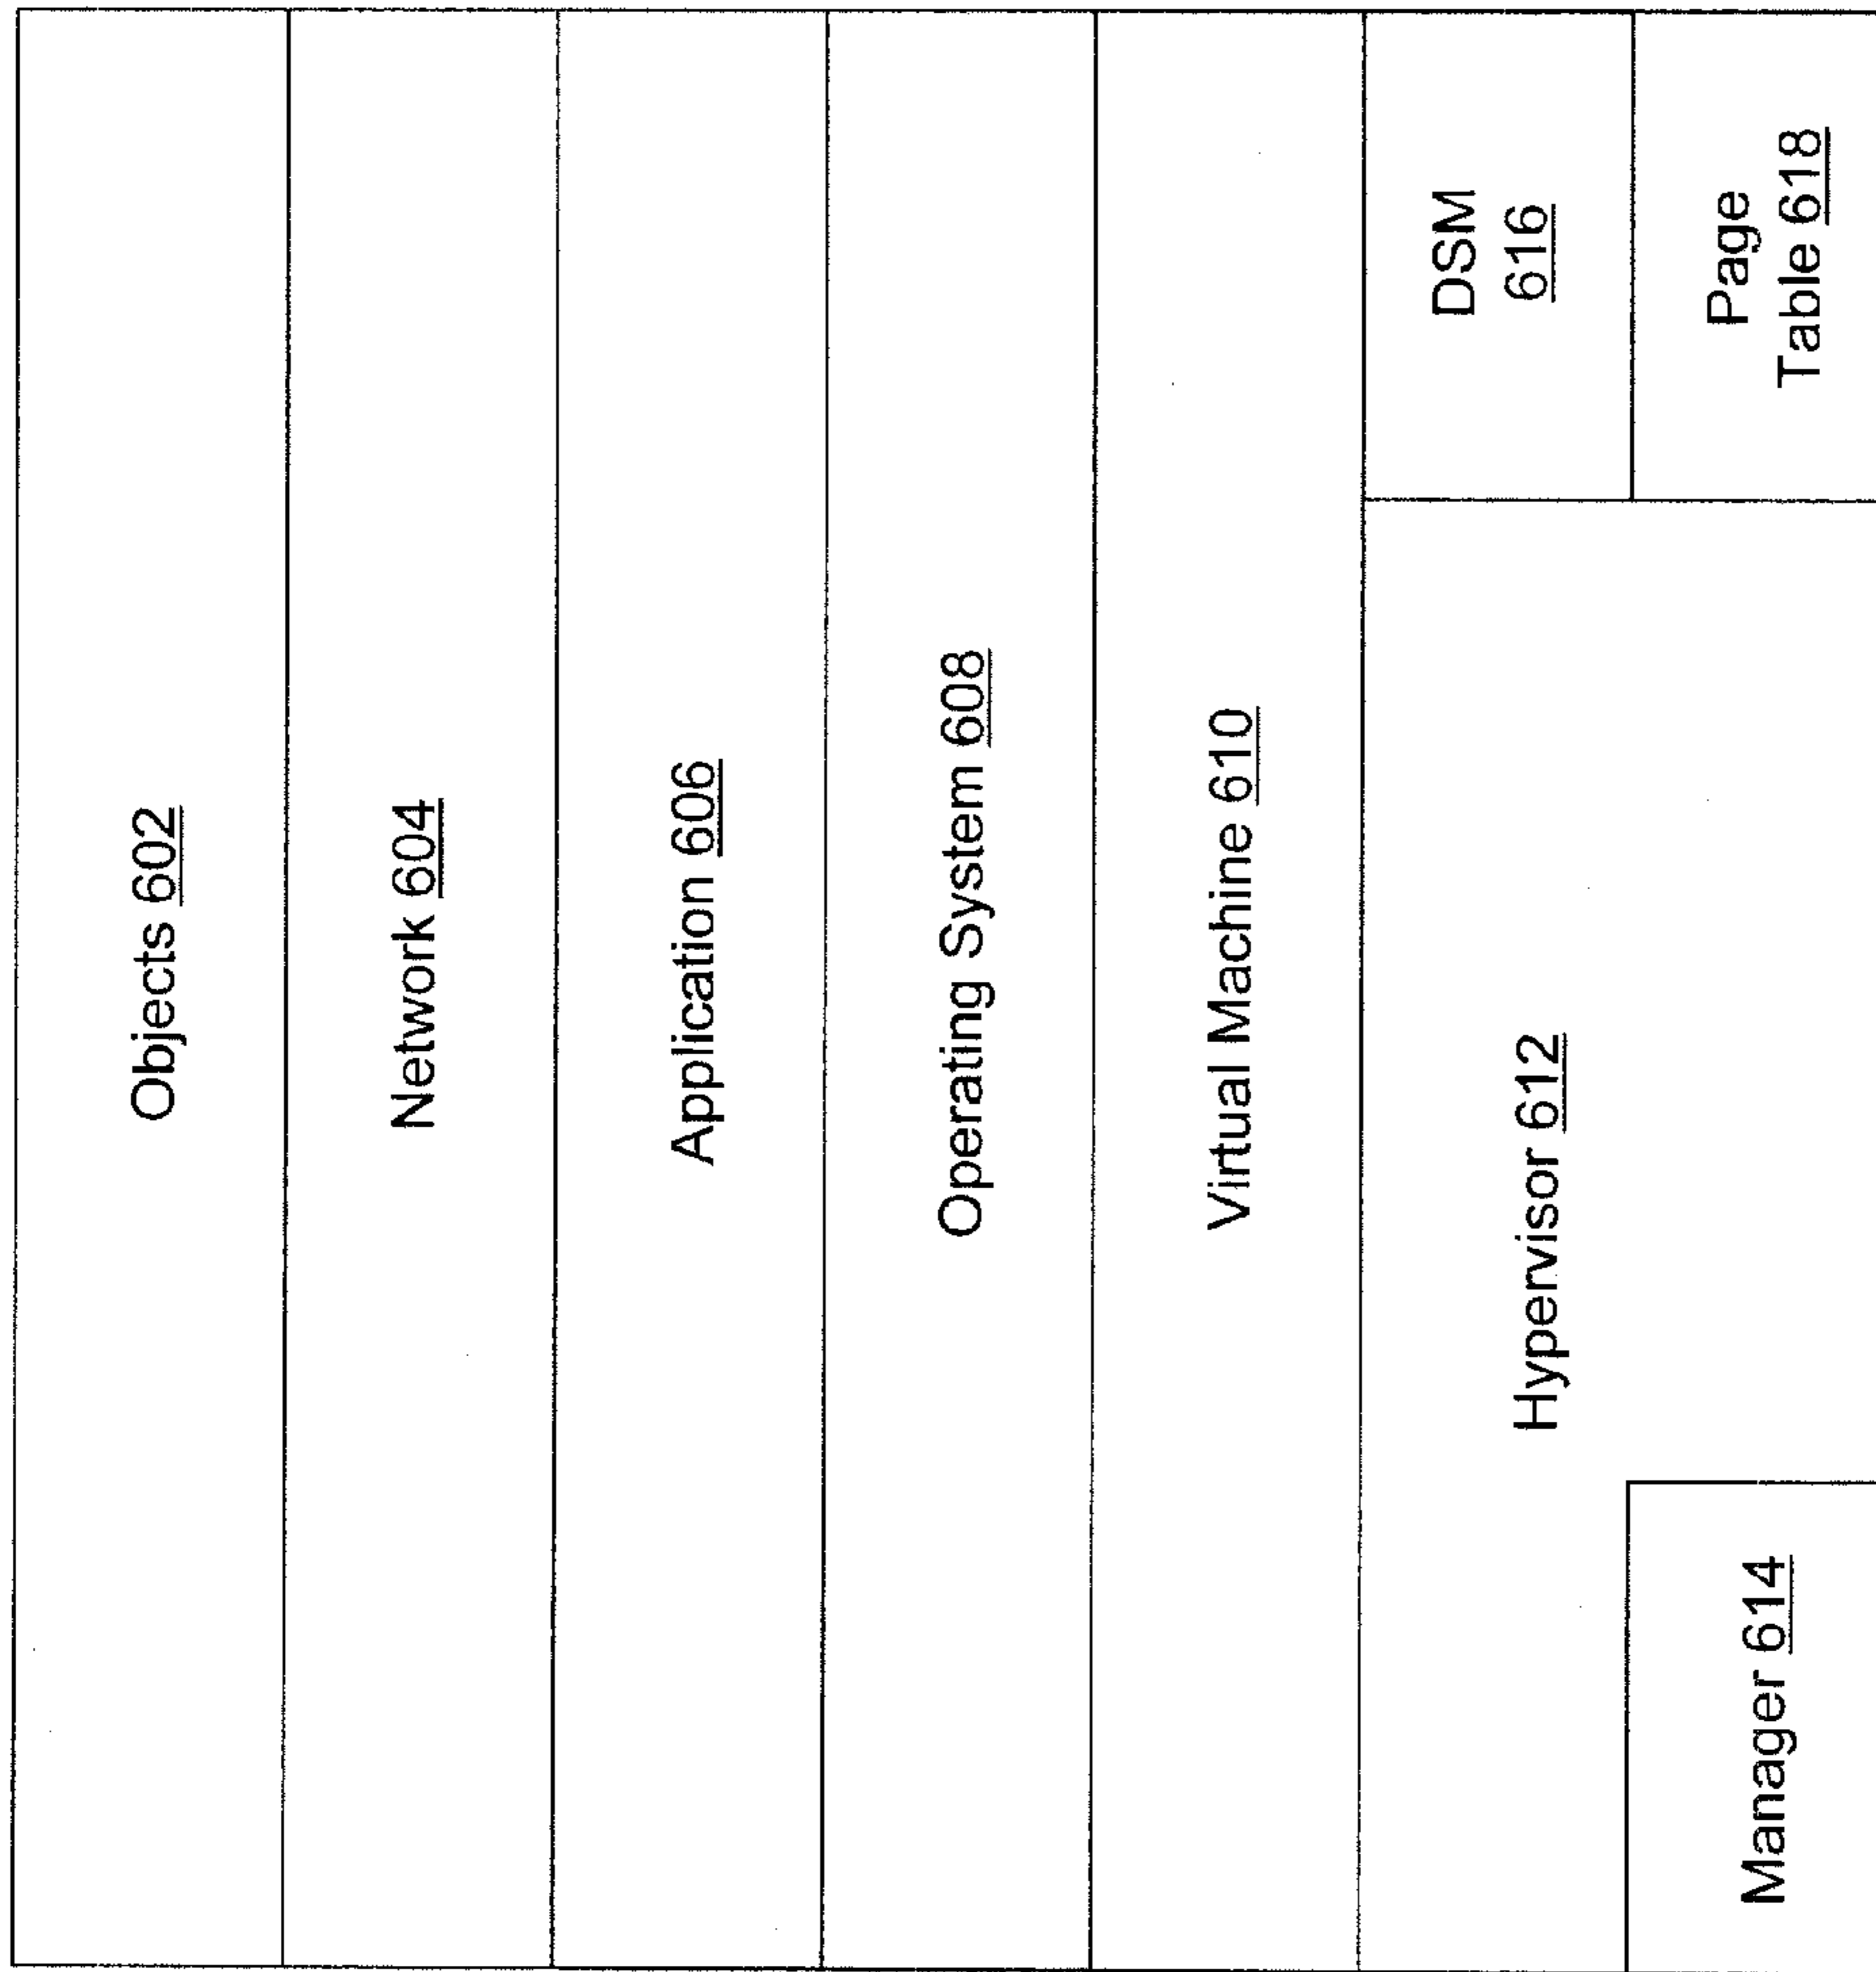 Objects 602
Network 604
Application 606
Operating System 608
Virtual Machine 610
Hypervisor 612
DSM
616
Manager 614
Page
Table 618